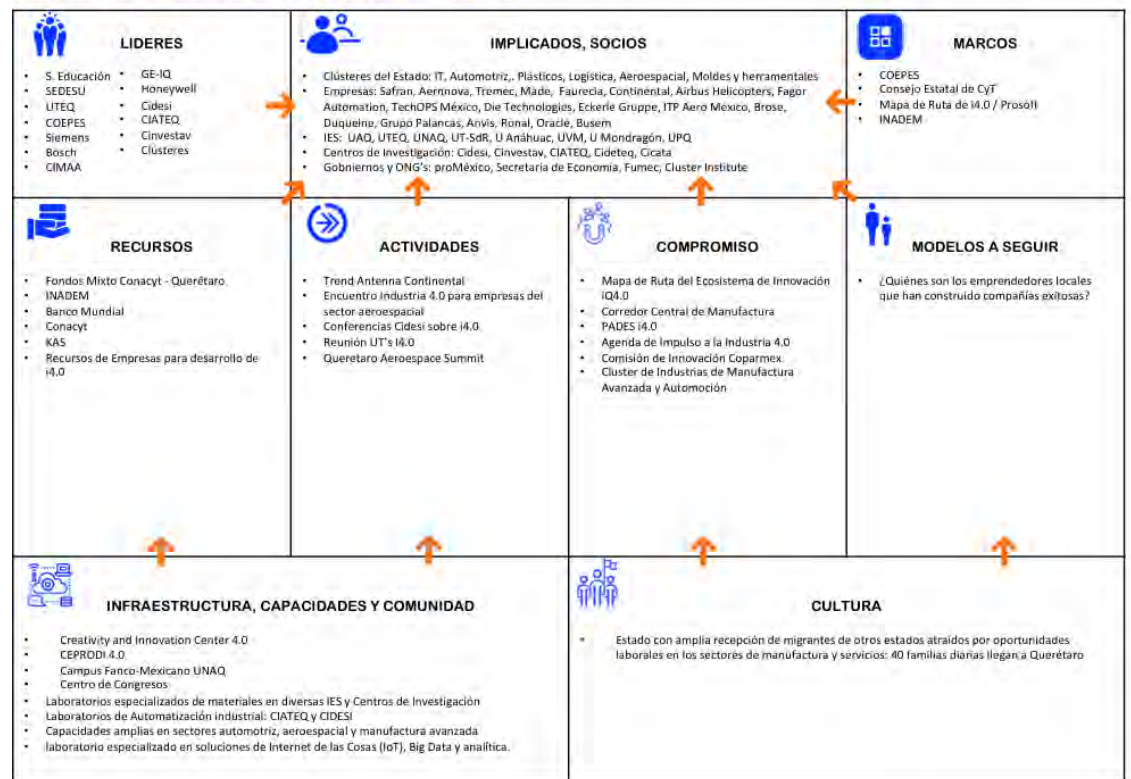 LIDERES
• S. Educación
• SEDESU
• UTEQ
• COEPES
• Siemens
• Bosch
• CIMAA
• GE-IQ
• Honeywell
• Cidesi
• CIATEQ
• Cinvestav
• Clústeres
IMPLICADOS, SOCIOS
• Clústeres del Estado: IT, Automotriz,. Plásticos, Logística, Aeroespacial, Moldes y herramentales
• Empresas: Safran, Aernnova, Tremec, Made, Faurecia, Continental, Airbus Helicopters, Fagor
Automation, TechOPS México, Die Technologies, Eckerle Gruppe, ITP Aero México, Brose,
Duqueine, Grupo Palancas, Anvis, Ronal, Oracle, Busem
• IES: UAQ, UTEQ, UNAQ, UT-SdR, U Anáhuac, UVM, U Mondragón, UPQ
• Centros de Investigación: Cidesi, Cinvestav, CIATEQ, Cideteq, Cicata
• Gobniernos y ONG's: proMéxico, Secretaria de Economía, Fumec, Cluster Institute
MARCOS
• COEPES
• Consejo Estatal de CyT
• Mapa de Ruta de i4.0 / Prosoft
• INADEM
RECURSOS
• Fondos Mixto Conacyt - Querétaro
• INADEM
• Banco Mundial
• Conacyt
• KAS
• Recursos de Empresas para desarrollo de
i4.0
ACTIVIDADES
• Trend Antenna Continental
• Encuentro Industria 4.0 para empresas del
sector aeroespacial
• Conferencias Cidesi sobre i4.0
• Reunión UT's I4.0
• Queretaro Aeroespace Summit
COMPROMISO
• Mapa de Ruta del Ecosistema de Innovación
iQ4.0
• Corredor Central de Manufactura
• PADES i4.0
• Agenda de Impulso a la Industria 4.0
• Comisión de Innovación Coparmex
• Cluster de Industrias de Manufactura
Avanzada y Automoción
MODELOS A SEGUIR
• ¿Quiénes son los emprendedores locales
que han construido compañías exitosas?
INFRAESTRUCTURA, CAPACIDADES Y COMUNIDAD
• Creativity and Innovation Center 4.0
• CEPRODI 4.0
• Campus Fanco-Mexicano UNAQ
• Centro de Congresos
• Laboratorios especializados de materiales en diversas IES y Centros de Investigación
• Laboratorios de Automatización industrial: CIATEQ y CIDESI
• Capacidades amplias en sectores automotriz, aeroespacial y manufactura avanzada
• laboratorio especializado en soluciones de Internet de las Cosas (IoT), Big Data y analítica.
CULTURA
• Estado con amplia recepción de migrantes de otros estados atraídos por oportunidades
laborales en los sectores de manufactura y servicios: 40 familias diarias llegan a Querétaro